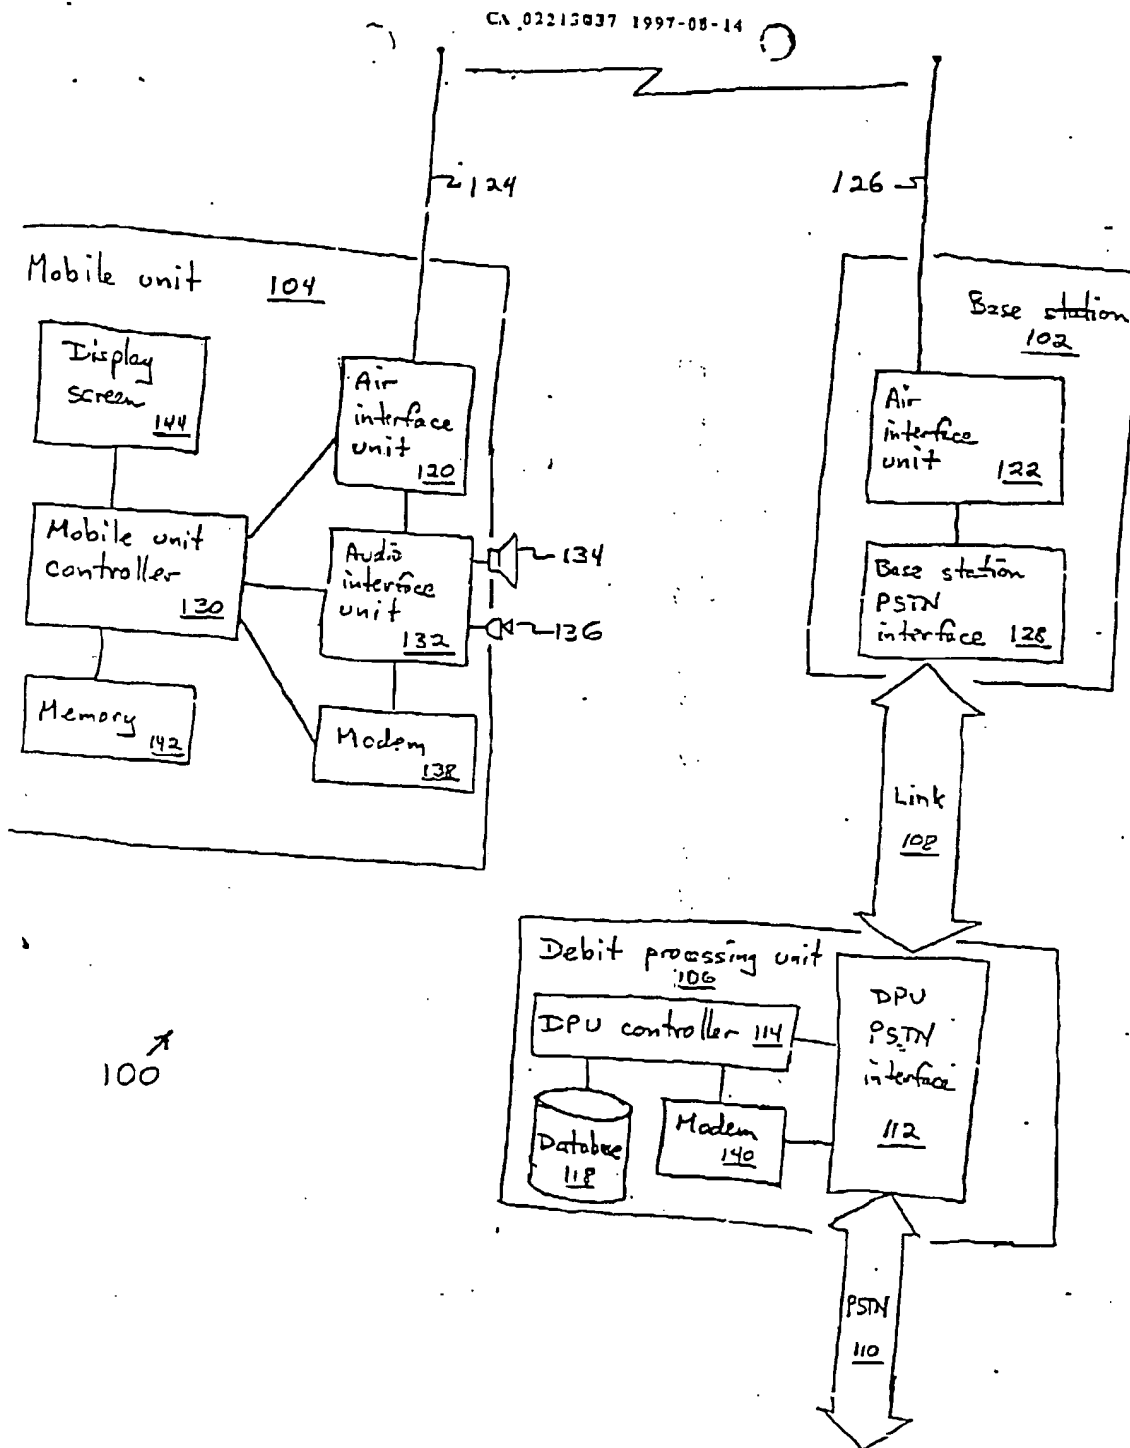 CA 02213037 1997-08-14
124
126
Mobile unit 104
Display
screen
144
Air
interface
unit
120
Mobile unit
controller
130
Audio
interface
unit
132
134
136
Memory
142
Modem
138
Base station
102
Air
interface
unit
122
Base station
PSTN
interface 128
Link
108
Debit processing unit
106
DPU controller 114
Database
118
Modem
140
DPU
PSTN
interface
112
100
PSTN
110